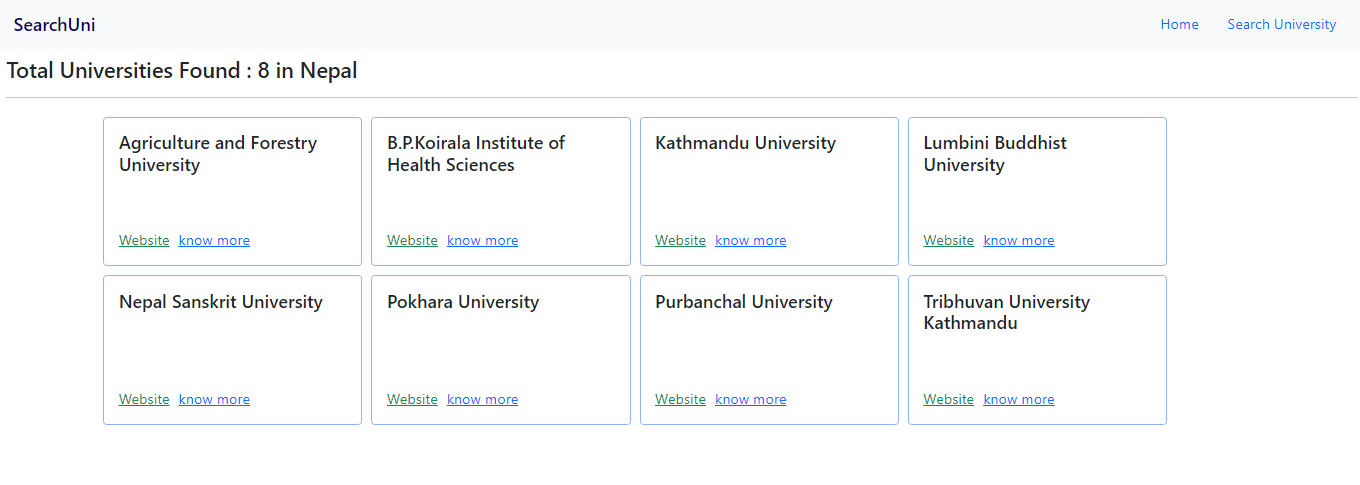 SearchUni
Home
Search University
Total Universities Found : 8 in Nepal
Agriculture and Forestry
University
Website know more
B.P.Koirala Institute of
Health Sciences
Website know more
Kathmandu University
Website know more
Lumbini Buddhist
University
Website know more
Nepal Sanskrit University
Website know more
Pokhara University
Website know more
Purbanchal University
Website know more
Tribhuvan University
Kathmandu
Website know more